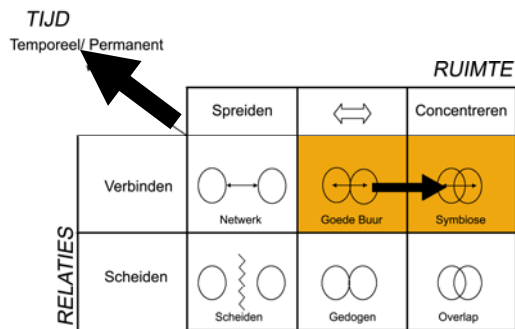 TIJD
Temporeel/ Permanent
RUIMTE
Spreiden
Concentreren
RELATIES
Verbinden
Netwerk
Goede Buur
Symbiose
Scheiden
Scheiden
Gedogen
Overlap